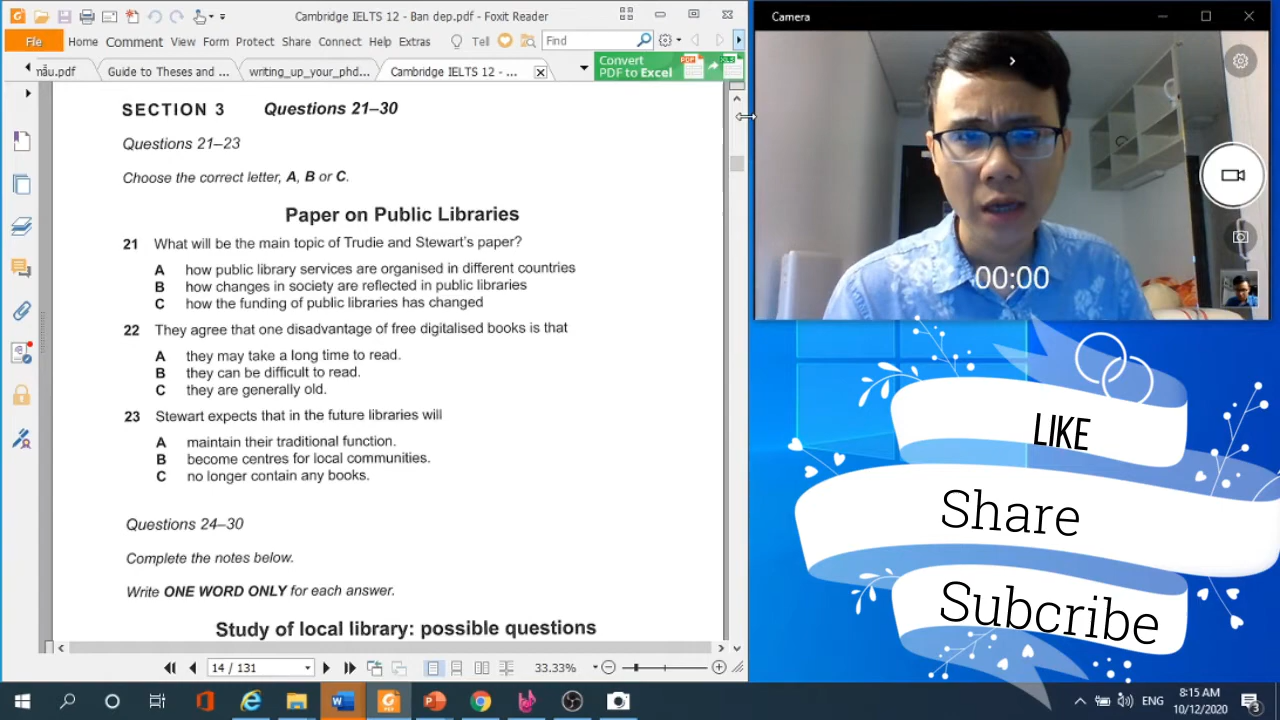 Cambridge IELTS 12 - Ban dep.pdf - Foxit Reader
File Home Comment View Form Protect Share Connect Help Extras Tell Find
nẫu.pdf Guide to Theses and ... writing_up_your_phd... Cambridge IELTS 12 - ...
Convert
PDF to Excel
SECTION 3 Questions 21–30
Questions 21–23
Choose the correct letter, A, B or C.
Paper on Public Libraries
21 What will be the main topic of Trudie and Stewart's paper?
A how public library services are organised in different countries
B how changes in society are reflected in public libraries
C how the funding of public libraries has changed
22 They agree that one disadvantage of free digitalised books is that
A they may take a long time to read.
B they can be difficult to read.
C they are generally old.
23 Stewart expects that in the future libraries will
A maintain their traditional function.
B become centres for local communities.
C no longer contain any books.
Questions 24–30
Complete the notes below.
Write ONE WORD ONLY for each answer.
Study of local library: possible questions
14 / 131
33.33%
Camera
00:00
LIKE
Share
Subcribe
ENG
8:15 AM
10/12/2020
3